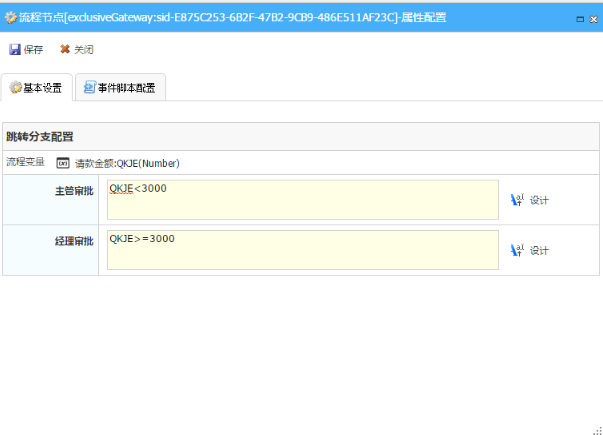 流程节点[exclusiveGateway:sid-E875C253-6B2F-47B2-9CB9-486E511AF23C]-属性配置
保存 关闭
基本设置 事件脚本配置
跳转分支配置
流程变量 请款金额:QKJE(Number)
主管审批 QKJE<3000 设计
经理审批 QKJE>=3000 设计